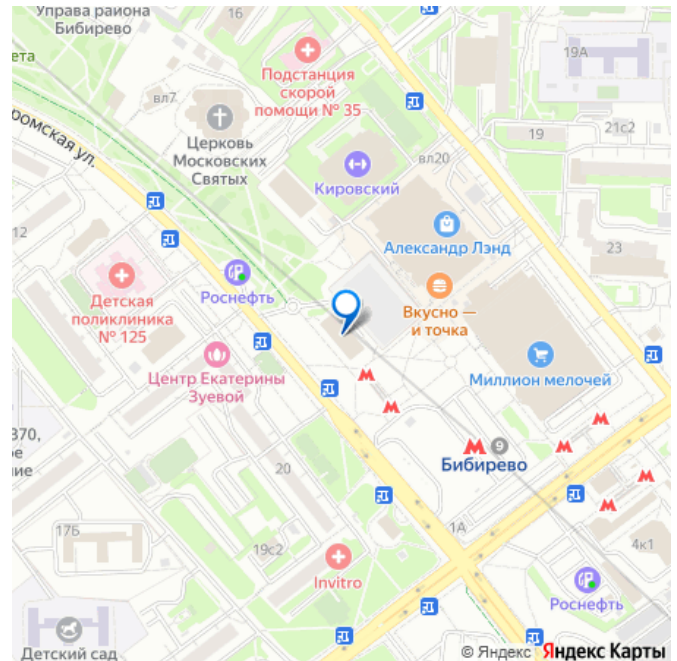 Управа района
Бибирево
16
ета
вл7
Подстанция
скорой
помощи № 35
19А
Церковь
Московских
Святых
19
21с2
ромская ул.
вл20
Кировский
12
Александр Лэнд
23
Детская
поликлиника
№ 125
Роснефть
Вкусно —
и точка
Центр Екатерины
Зуевой
Миллион мелочей
370,
ое
ние
9
Бибирево
20
17Б
19с2
1А
4к1
Invitro
Роснефть
Детский сад
© Яндекс Яндекс Карты